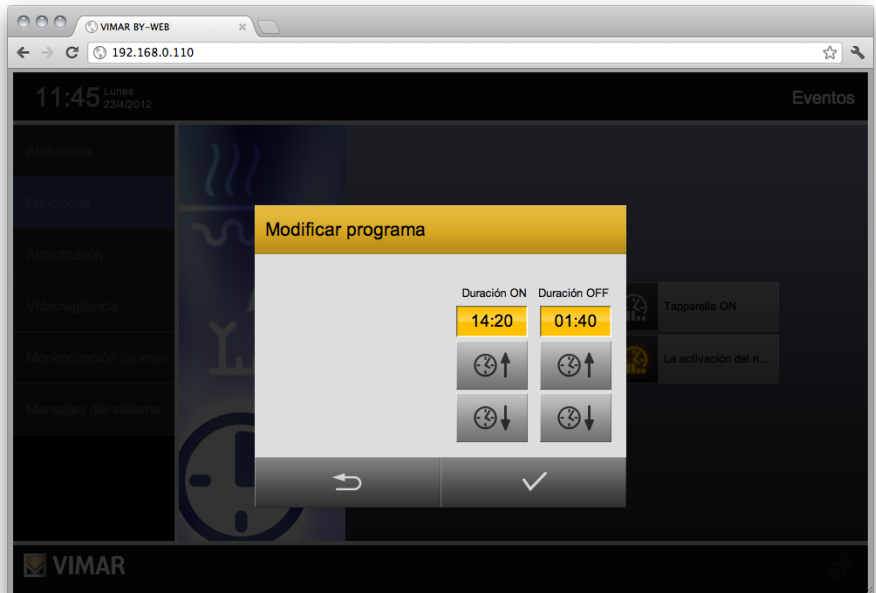 VIMAR BY-WEB
192.168.0.110
11:45 Lunes
23/4/2012
Eventos
Ambientes
Funciones
Antiintrusión
Videovigilancia
Monitorización de ener
Mensajes del sistema
Modificar programa
Duración ON Duración OFF
14:20 01:40
Tapparella ON
La activación del ri...
VIMAR